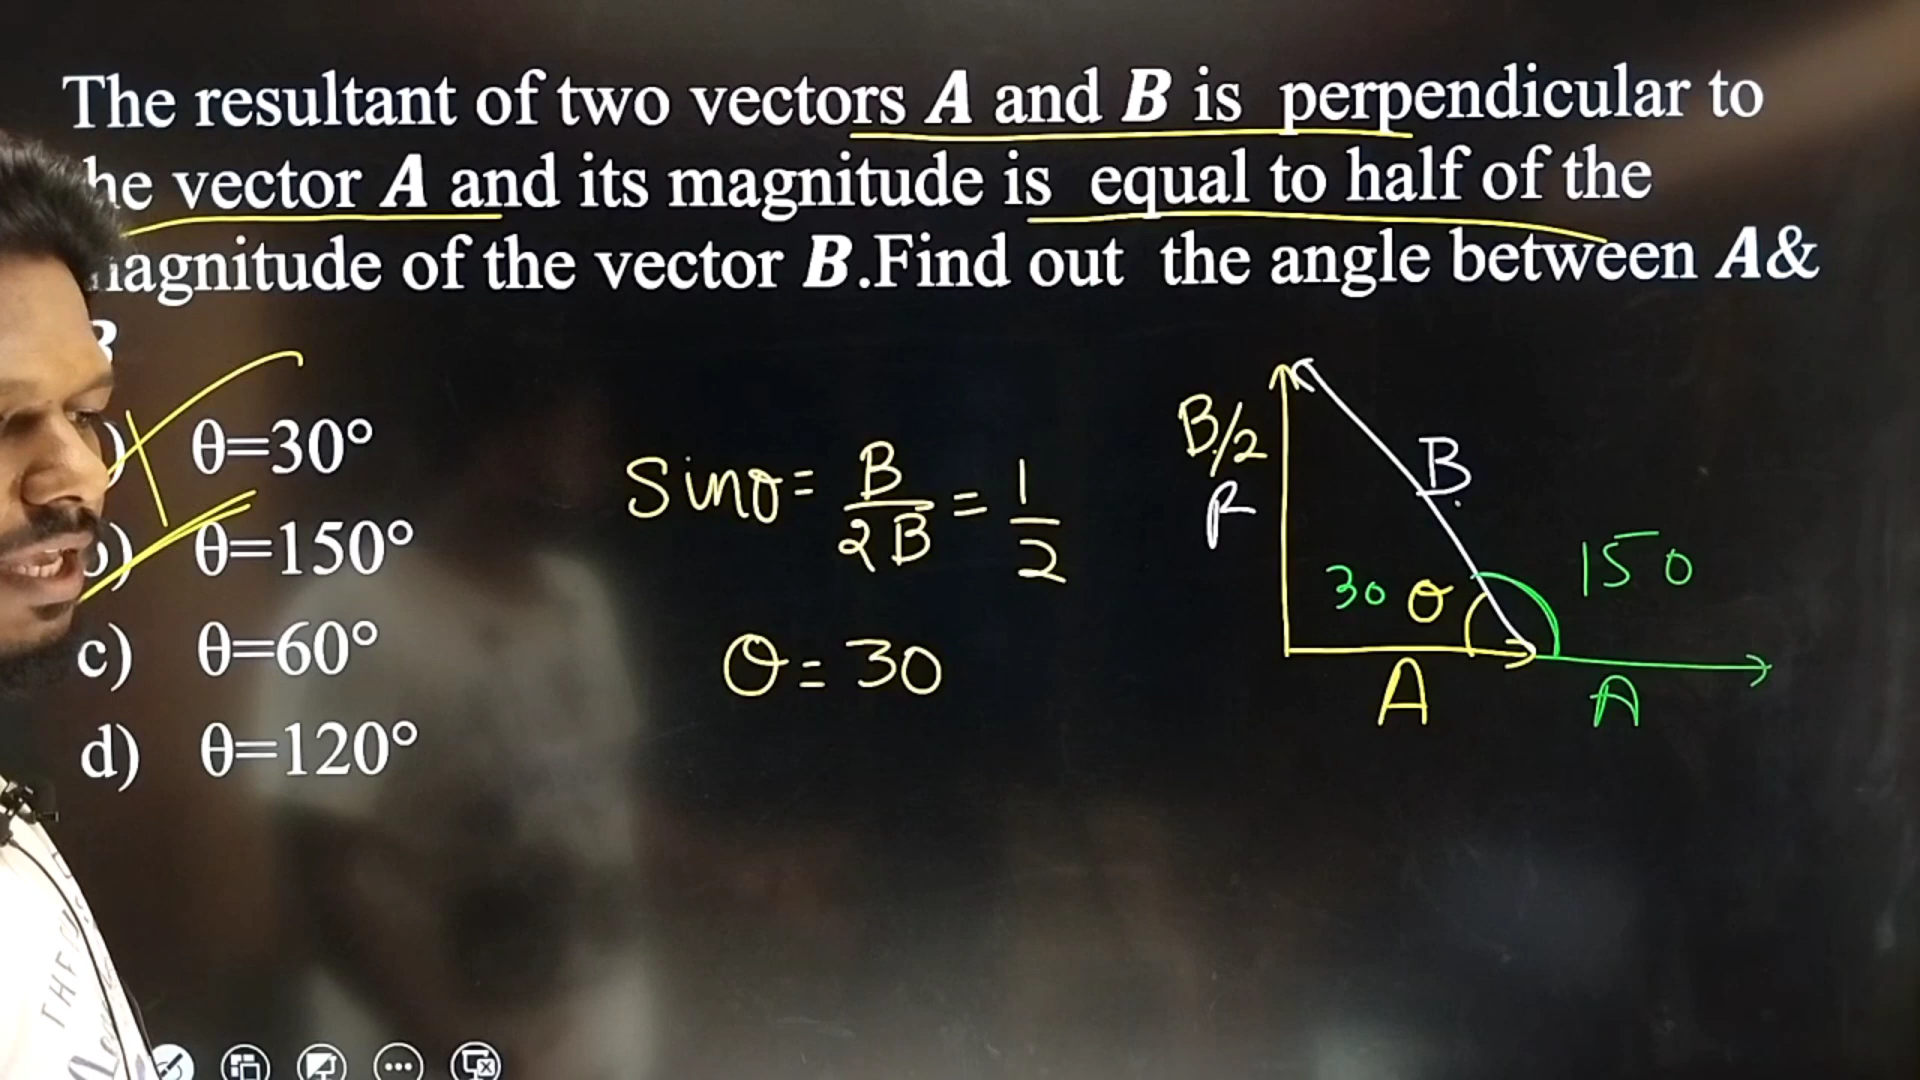 The resultant of two vectors A and B is perpendicular to
he vector A and its magnitude is equal to half of the
agnitude of the vector B.Find out the angle between A&
θ=30°
θ=150°
c) θ=60°
d) θ=120°
Sinθ = B/2B = 1/2
θ = 30
B/2
R
B
30 θ
150
A
A